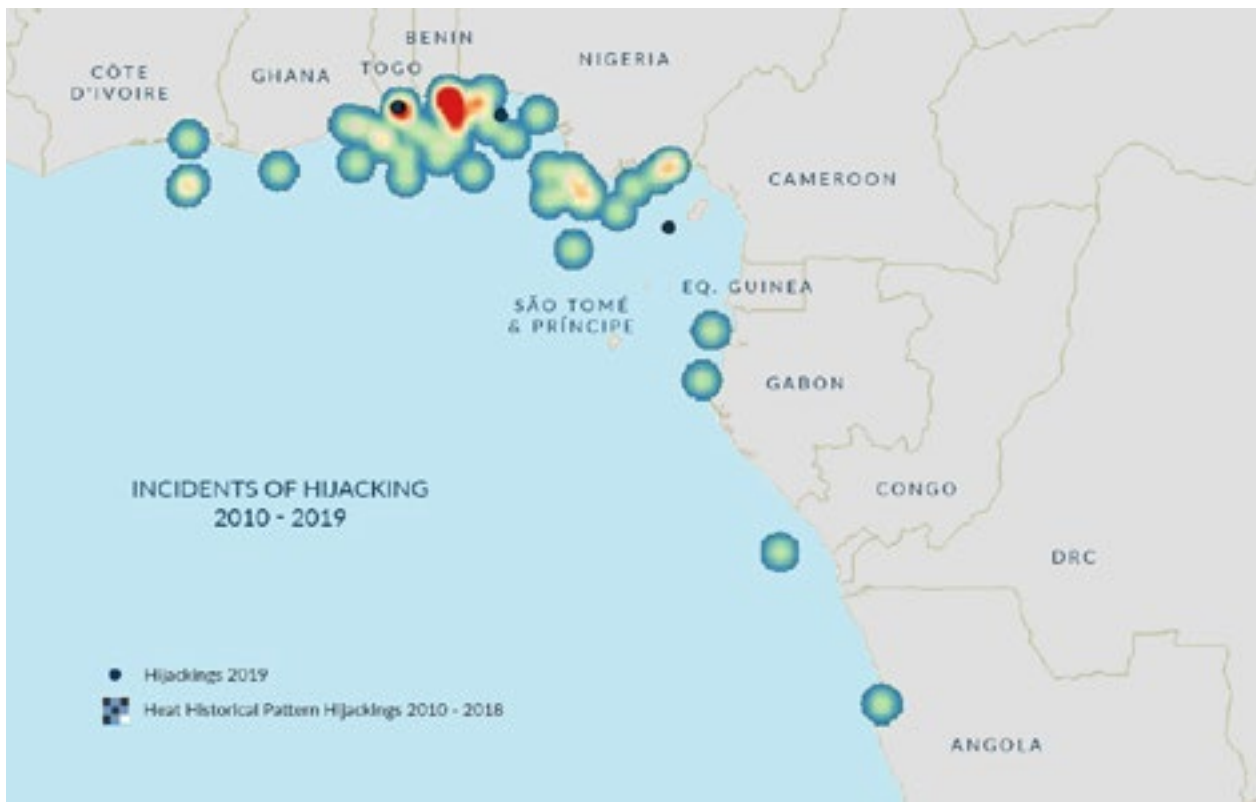 BENIN
NIGERIA
TOGO
CÔTE
D'IVOIRE
GHANA
CAMEROON
EQ. GUINEA
SÃO TOMÉ
& PRÍNCIPE
GABON
INCIDENTS OF HIJACKING
2010 - 2019
CONGO
DRC
Hijackings 2019
Heat Historical Pattern Hijackings 2010 - 2018
ANGOLA